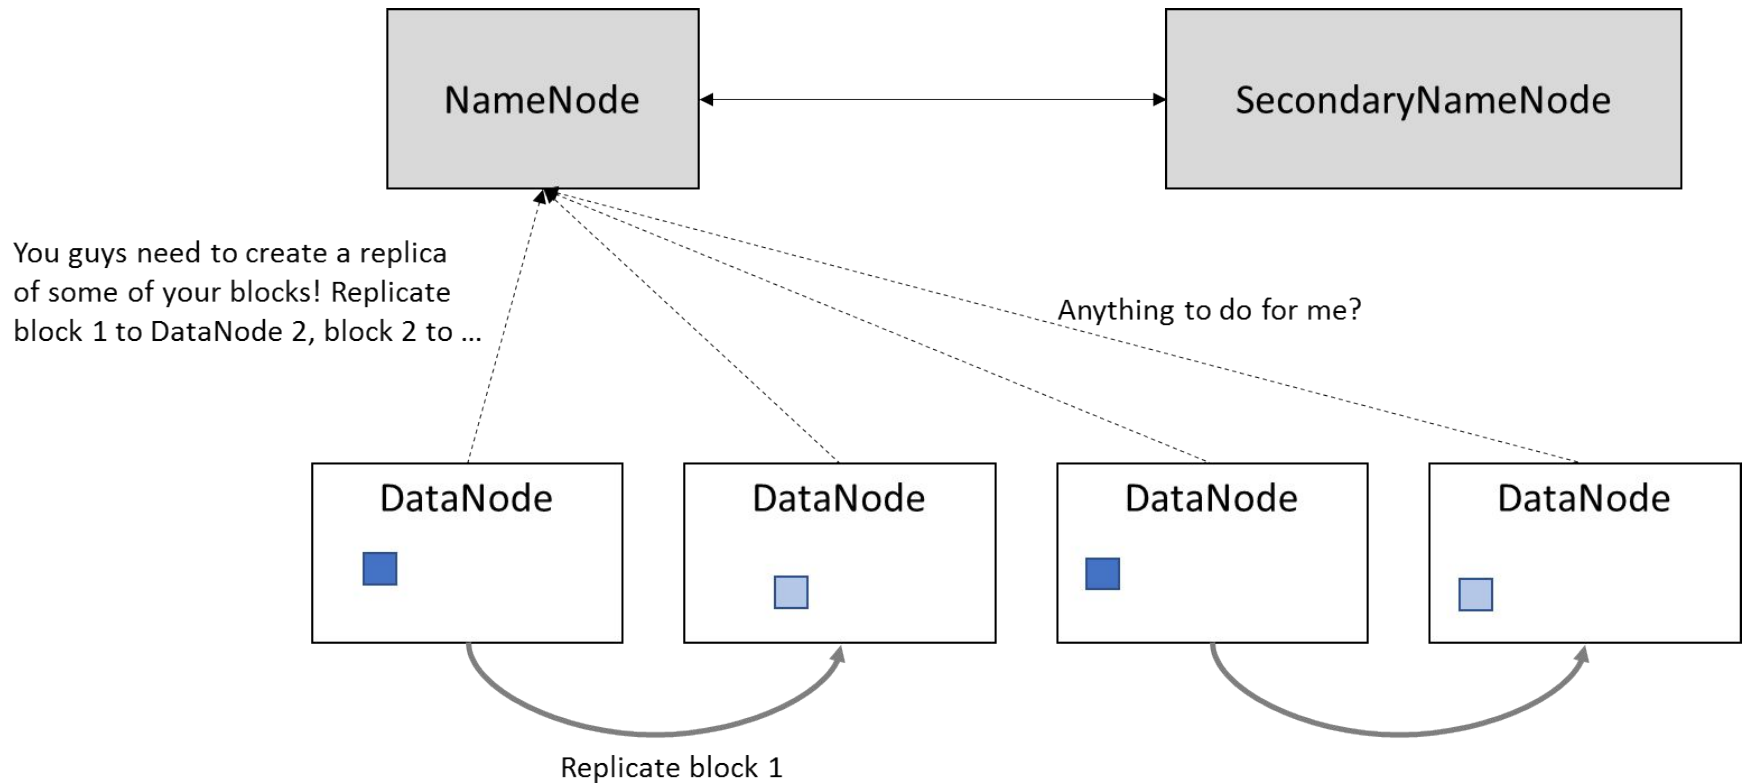 NameNode
SecondaryNameNode
You guys need to create a replica
of some of your blocks! Replicate
block 1 to DataNode 2, block 2 to ...
Anything to do for me?
DataNode
DataNode
DataNode
DataNode
Replicate block 1